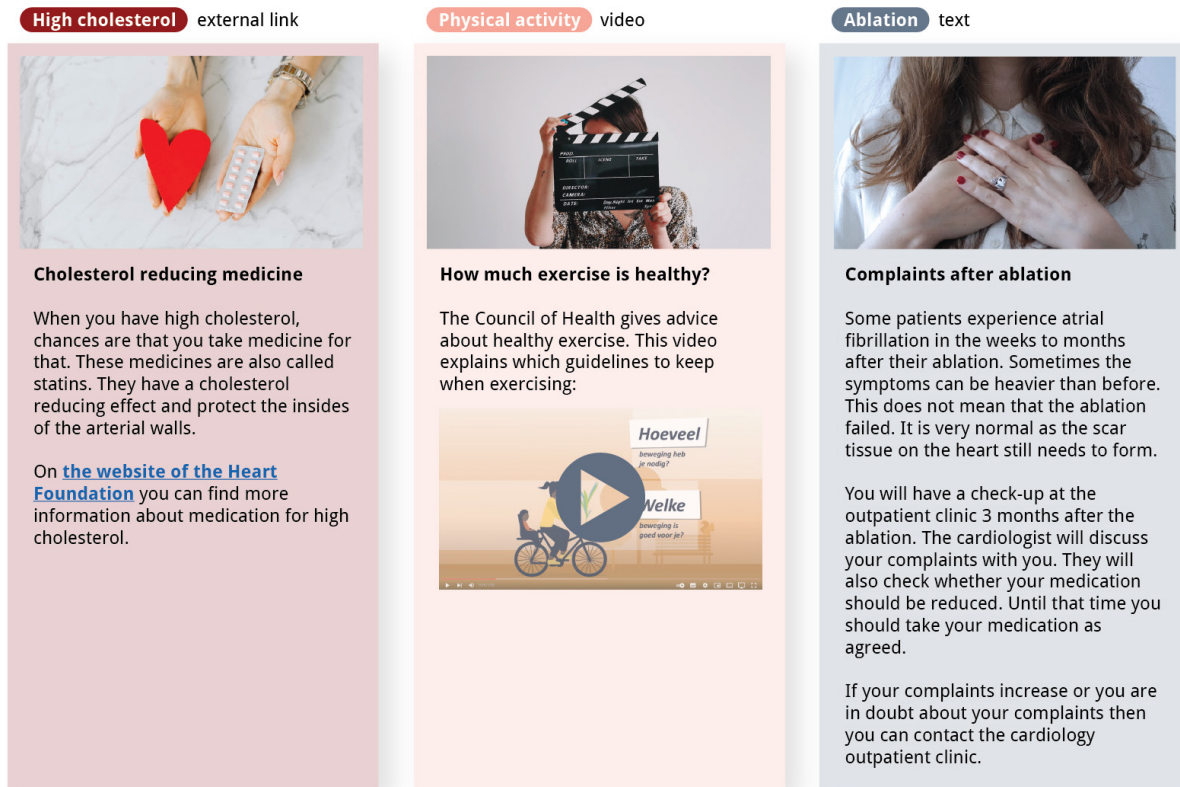 High cholesterol external link
Cholesterol reducing medicine
When you have high cholesterol,
chances are that you take medicine for
that. These medicines are also called
statins. They have a cholesterol
reducing effect and protect the insides
of the arterial walls.
On the website of the Heart
Foundation you can find more
information about medication for high
cholesterol.
Physical activity video
PROD.
ROLL SCENE TAKE
DIRECTOR:
CAMERA:
DATE:
How much exercise is healthy?
The Council of Health gives advice
about healthy exercise. This video
explains which guidelines to keep
when exercising:
Hoeveel
beweging heb
je nodig?
Welke
beweging is
goed voor je?
Ablation text
Complaints after ablation
Some patients experience atrial
fibrillation in the weeks to months
after their ablation. Sometimes the
symptoms can be heavier than before.
This does not mean that the ablation
failed. It is very normal as the scar
tissue on the heart still needs to form.
You will have a check-up at the
outpatient clinic 3 months after the
ablation. The cardiologist will discuss
your complaints with you. They will
also check whether your medication
should be reduced. Until that time you
should take your medication as
agreed.
If your complaints increase or you are
in doubt about your complaints then
you can contact the cardiology
outpatient clinic.